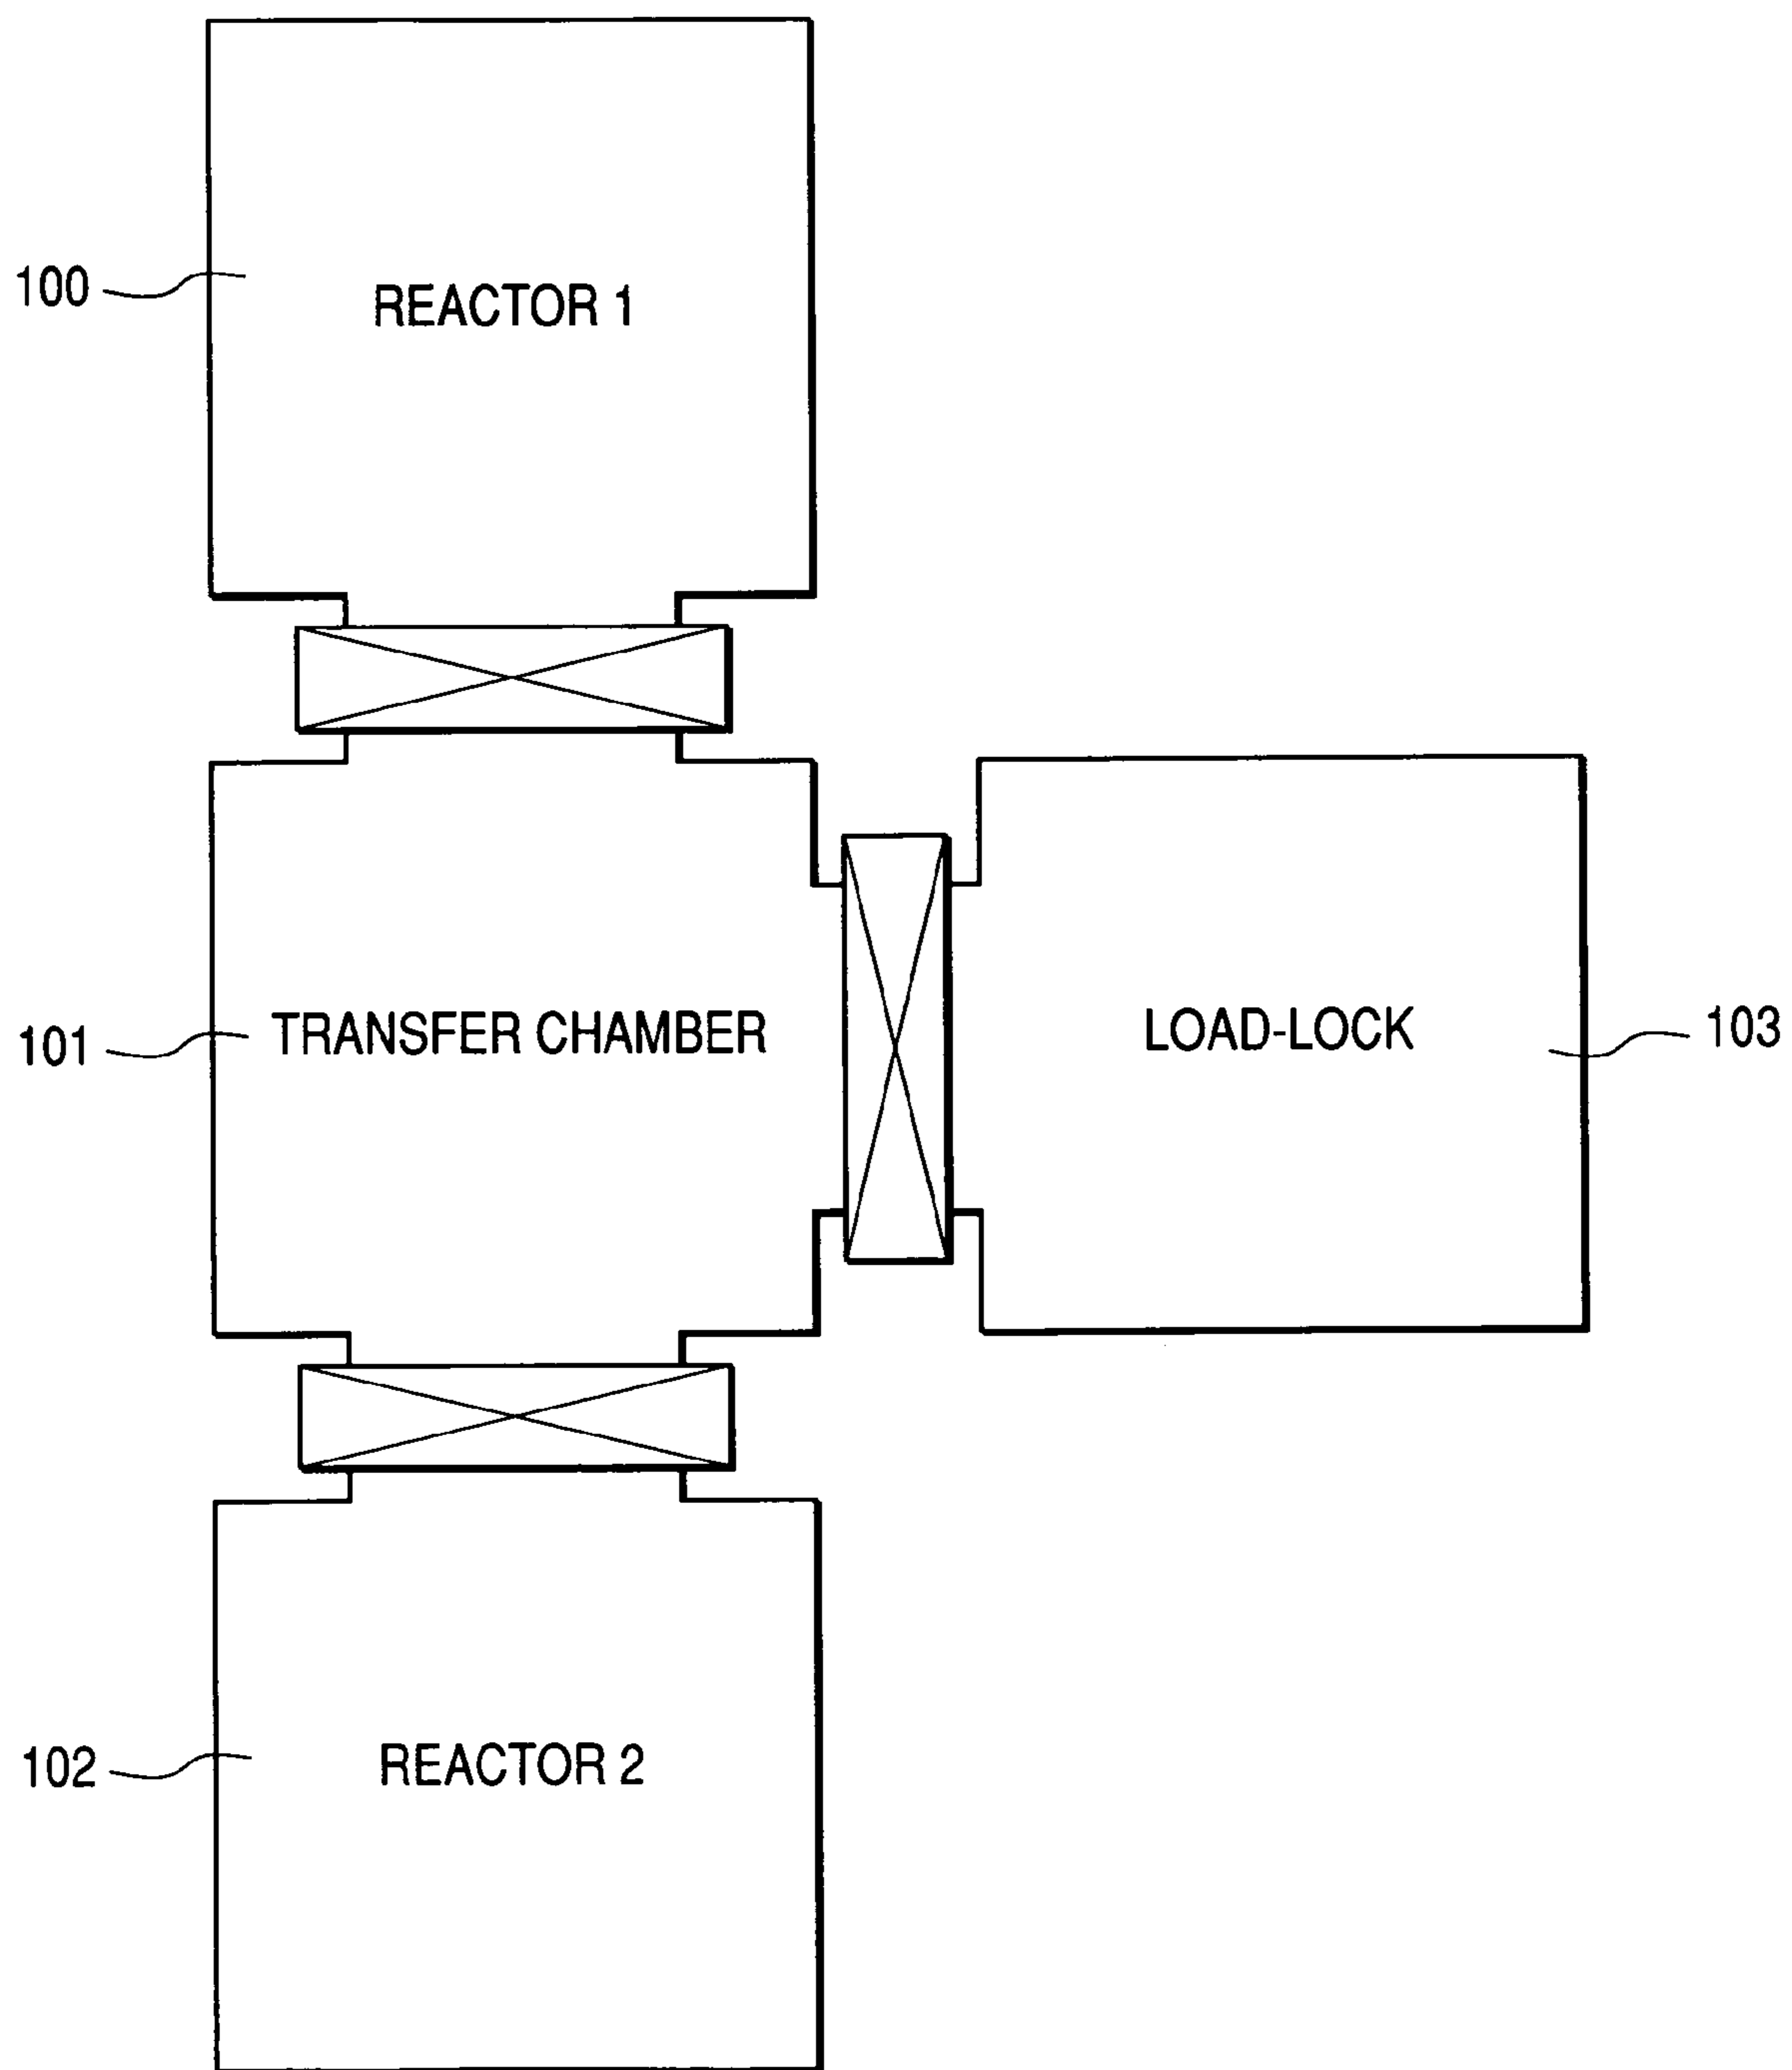 100
REACTOR 1
101
TRANSFER CHAMBER
LOAD-LOCK
103
102
REACTOR 2